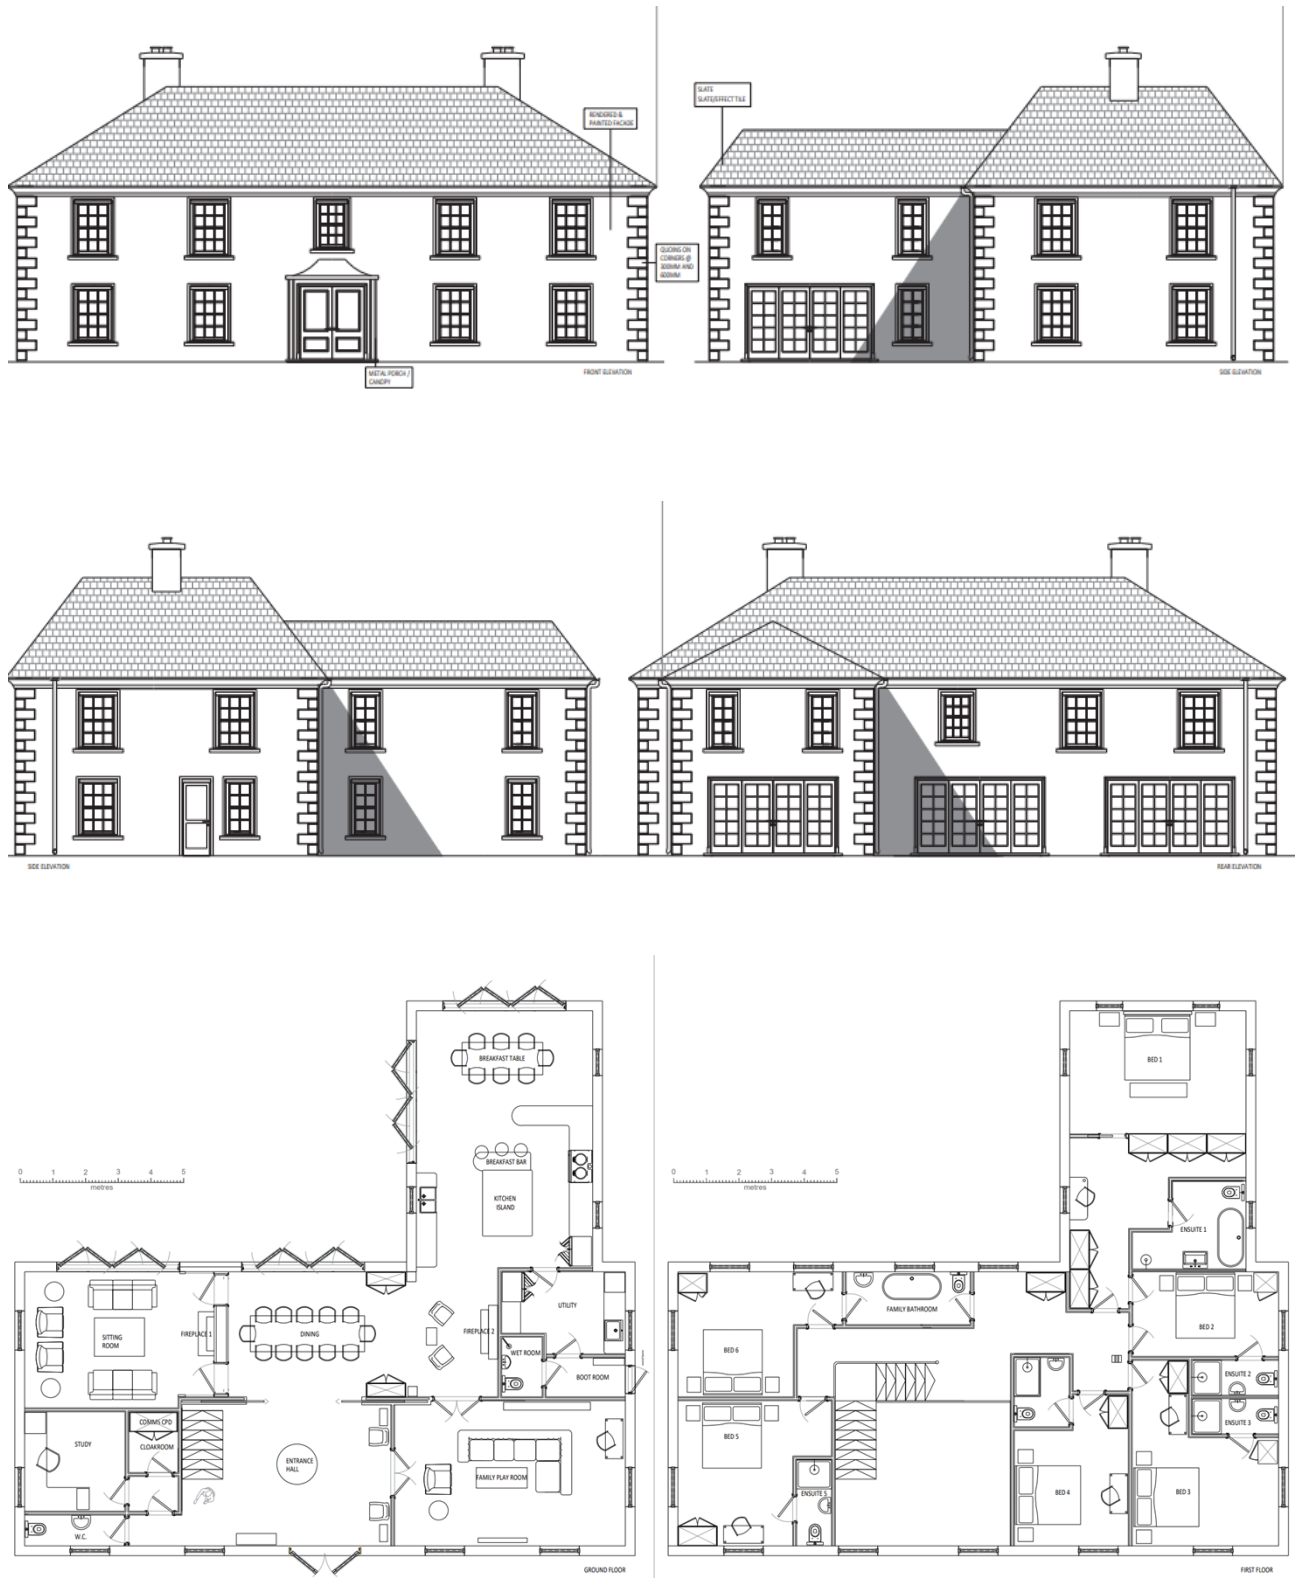 SLATE
SLATE/EFFECT TILE
RENDERED &
PAINTED FACADE
QUOINS ON
CORNERS @
300MM AND
600MM
METAL PORCH /
CANOPY
FRONT ELEVATION
SIDE ELEVATION
SIDE ELEVATION
REAR ELEVATION
BREAKFAST TABLE
BREAKFAST BAR
KITCHEN
ISLAND
0 1 2 3 4 5
metres
UTILITY
SITTING
ROOM
FIREPLACE 1
DINING
FIREPLACE 2
WET ROOM
BOOT ROOM
COMMS CPD
STUDY
CLOAKROOM
ENTRANCE
HALL
FAMILY PLAY ROOM
W.C.
GROUND FLOOR
BED 1
0 1 2 3 4 5
metres
ENSUITE 1
FAMILY BATHROOM
BED 2
BED 6
ENSUITE 2
ENSUITE 3
BED 5
ENSUITE 5
BED 4
BED 3
FIRST FLOOR